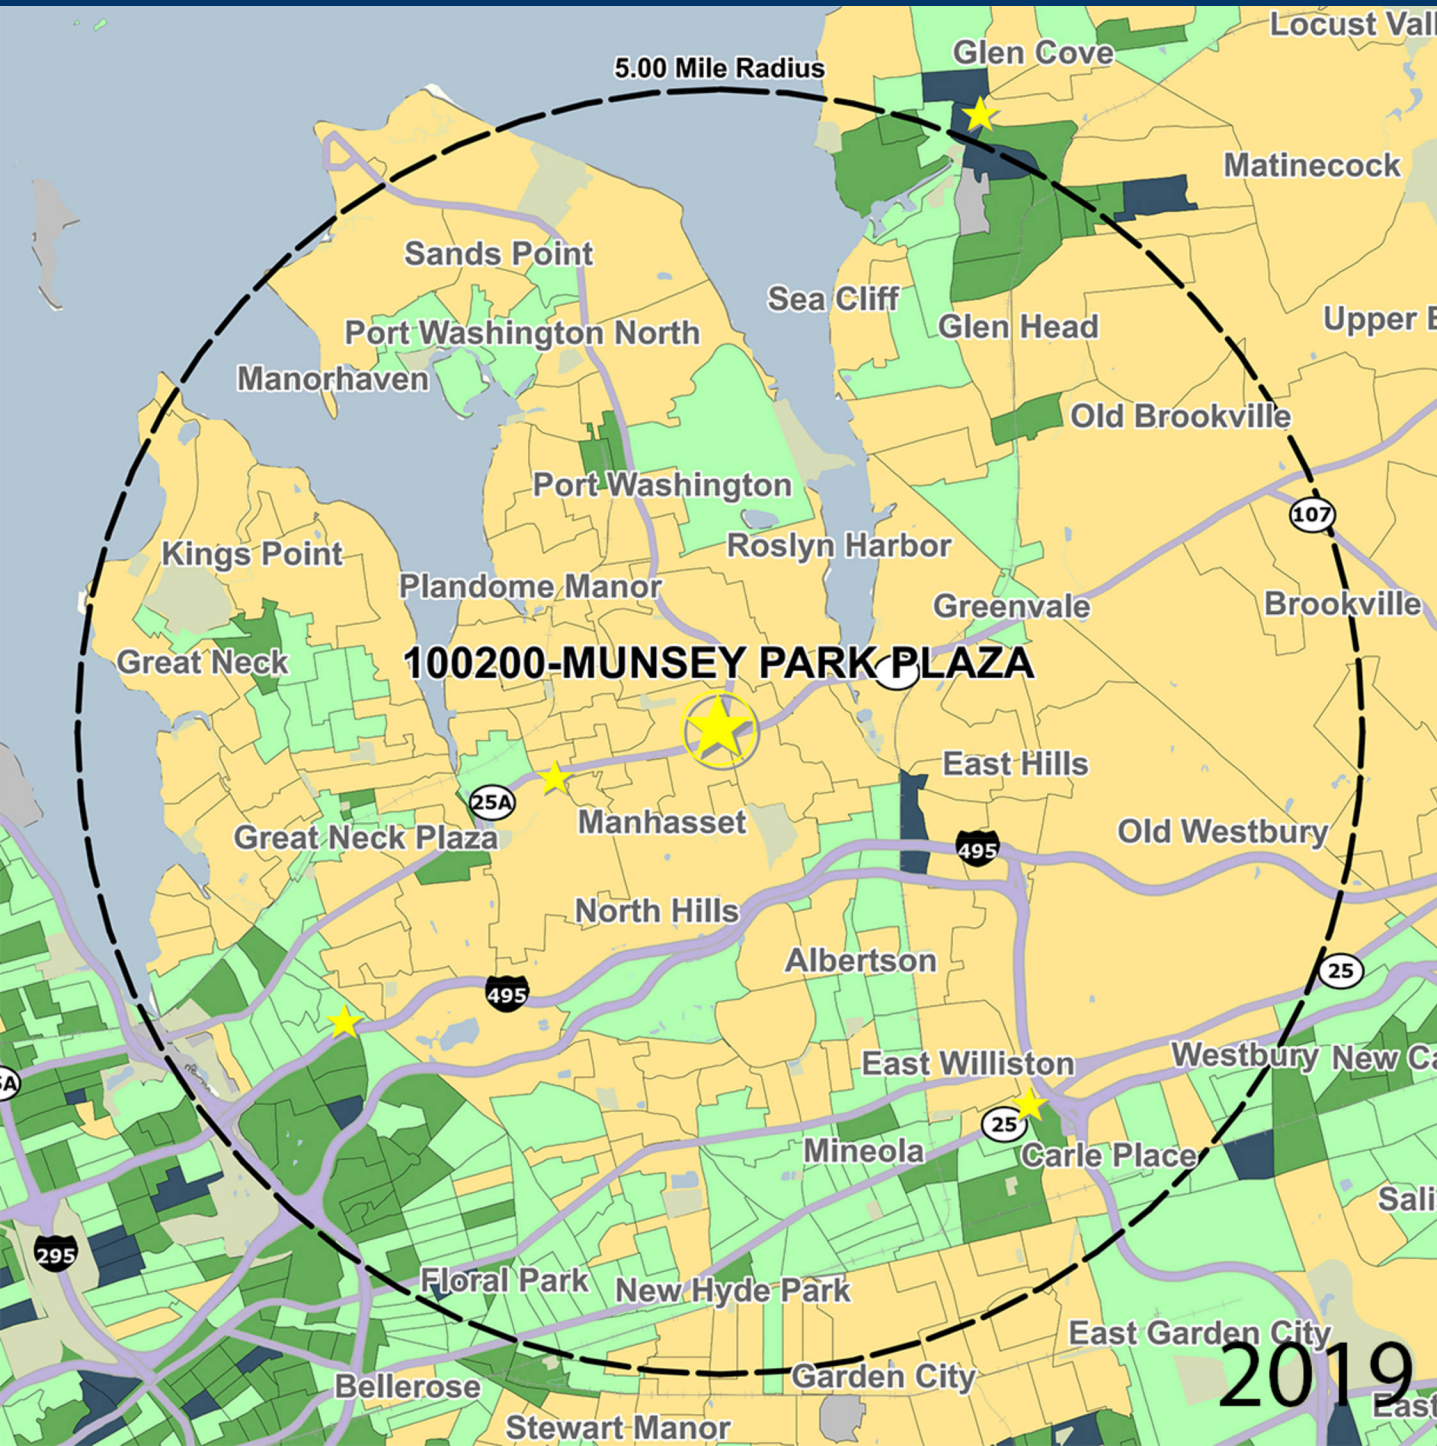 Locust Vall
Glen Cove
5.00 Mile Radius
Matinecock
Sands Point
Sea Cliff
Upper
Port Washington North
Glen Head
Manorhaven
Old Brookville
Port Washington
107
Roslyn Harbor
Kings Point
Plandome Manor
Greenvale
Brookville
Great Neck
100200-MUNSEY PARK PLAZA
East Hills
25A
Manhasset
Old Westbury
Great Neck Plaza
495
North Hills
Albertson
25
495
Westbury
New Ca
East Williston
5A
25
Mineola
Carle Place
Sali
295
Floral Park
New Hyde Park
East Garden City
2019
Garden City
Bellerose
East
Stewart Manor